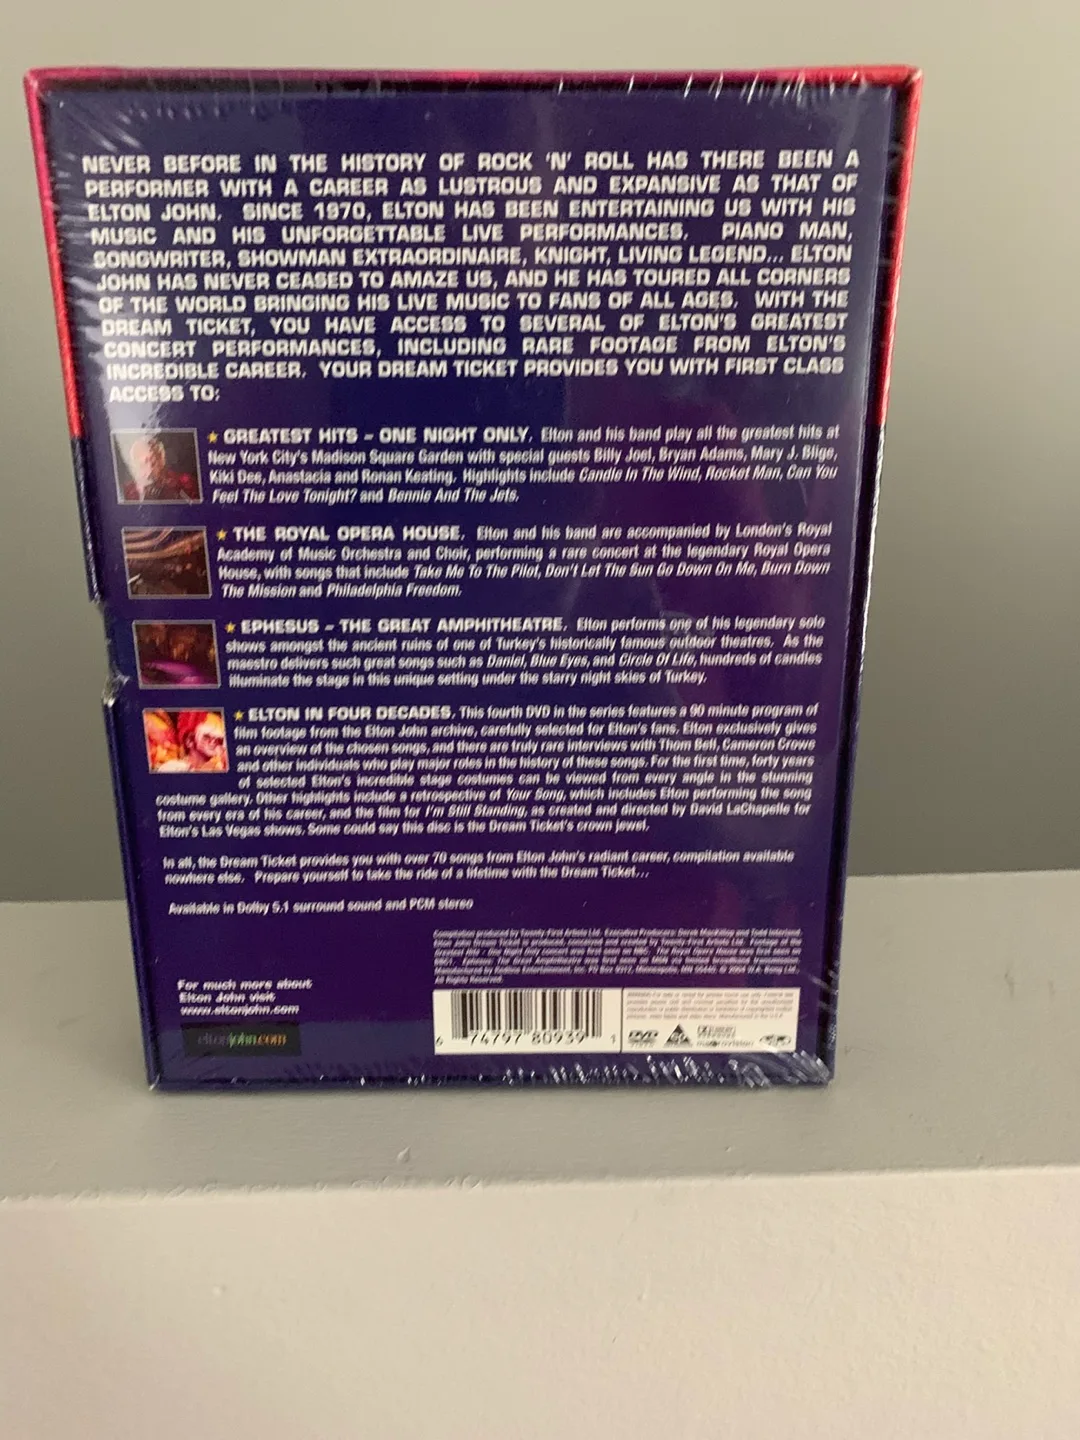 NEVER BEFORE IN THE HISTORY OF ROCK 'N' ROLL HAS THERE BEEN A
PERFORMER WITH A CAREER AS LUSTROUS AND EXPANSIVE AS THAT OF
ELTON JOHN. SINCE 1970, ELTON HAS BEEN ENTERTAINING US WITH HIS
MUSIC AND HIS UNFORGETTABLE LIVE PERFORMANCES. PIANO MAN,
SONGWRITER, SHOWMAN EXTRAORDINAIRE, KNIGHT, LIVING LEGEND... ELTON
JOHN HAS NEVER CEASED TO AMAZE US, AND HE HAS TOURED ALL CORNERS
OF THE WORLD BRINGING HIS LIVE MUSIC TO FANS OF ALL AGES. WITH THE
DREAM TICKET, YOU HAVE ACCESS TO SEVERAL OF ELTON'S GREATEST
CONCERT PERFORMANCES, INCLUDING RARE FOOTAGE FROM ELTON'S
INCREDIBLE CAREER. YOUR DREAM TICKET PROVIDES YOU WITH FIRST CLASS
ACCESS TO:
★ GREATEST HITS - ONE NIGHT ONLY. Elton and his band play all the greatest hits at
New York City's Madison Square Garden with special guests Billy Joel, Bryan Adams, Mary J. Blige,
Kiki Dee, Anastacia and Ronan Keating. Highlights include Candle In The Wind, Rocket Man, Can You
Feel The Love Tonight? and Bennie And The Jets.
★ THE ROYAL OPERA HOUSE. Elton and his band are accompanied by London's Royal
Academy of Music Orchestra and Choir, performing a rare concert at the legendary Royal Opera
House, with songs that include Take Me To The Pilot, Don't Let The Sun Go Down On Me, Burn Down
The Mission and Philadelphia Freedom.
★ EPHESUS - THE GREAT AMPHITHEATRE. Elton performs one of his legendary solo
shows amongst the ancient ruins of one of Turkey's historically famous outdoor theatres. As the
maestro delivers such great songs such as Daniel, Blue Eyes, and Circle Of Life, hundreds of candles
illuminate the stage in this unique setting under the starry night skies of Turkey.
★ ELTON IN FOUR DECADES. This fourth DVD in the series features a 90 minute program of
film footage from the Elton John archive, carefully selected for Elton's fans. Elton exclusively gives
an overview of the chosen songs, and there are truly rare interviews with Thom Bell, Cameron Crowe
and other individuals who play major roles in the history of these songs. For the first time, forty years
of selected Elton's incredible stage costumes can be viewed from every angle in the stunning
costume gallery. Other highlights include a retrospective of Your Song, which includes Elton performing the song
from every era of his career, and the film for I'm Still Standing, as created and directed by David LaChapelle for
Elton's Las Vegas shows. Some could say this disc is the Dream Ticket's crown jewel.
In all, the Dream Ticket provides you with over 70 songs from Elton John's radiant career, compilation available
nowhere else. Prepare yourself to take the ride of a lifetime with the Dream Ticket...
Available in Dolby 5.1 surround sound and PCM stereo
For much more about
Elton John visit
www.eltonjohn.com
eltonjohn.com
All Rights Reserved.
6 74797 80939 1
DVD